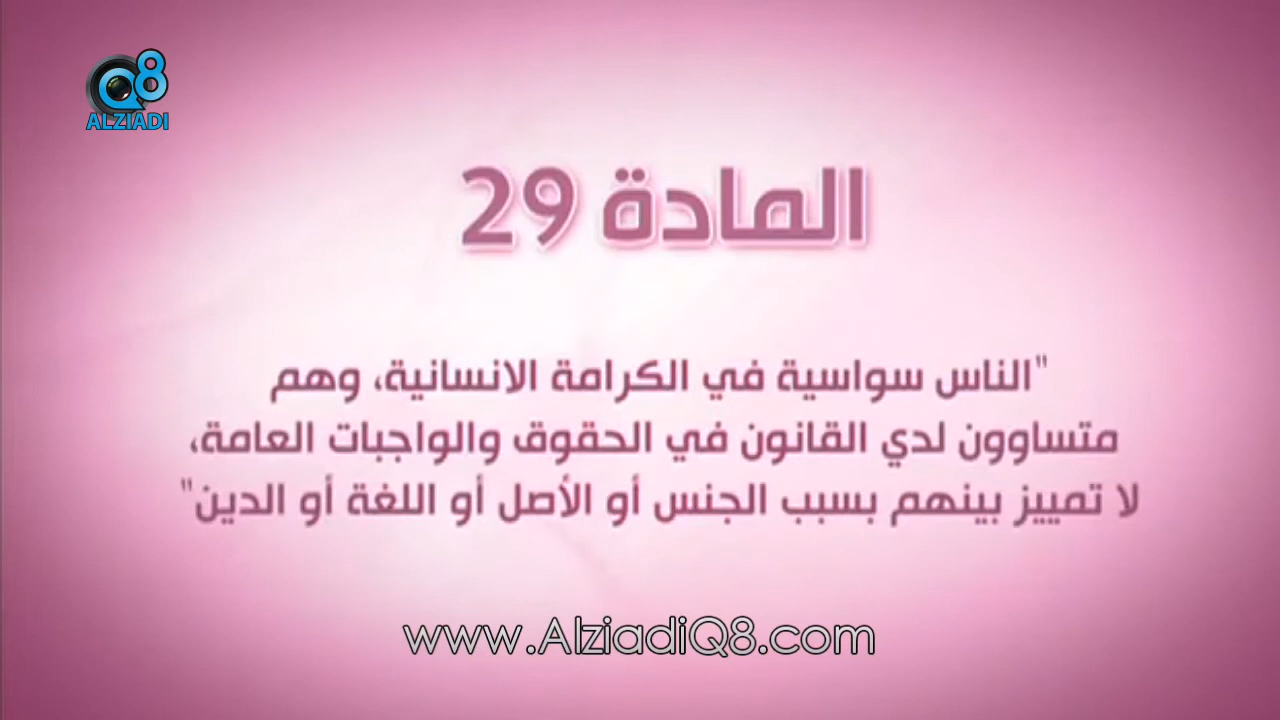 Q8
ALZIADI
المادة 29
"الناس سواسية في الكرامة الانسانية، وهم
متساوون لدي القانون في الحقوق والواجبات العامة،
لا تمييز بينهم بسبب الجنس أو الأصل أو اللغة أو الدين"
www.AlziadiQ8.com